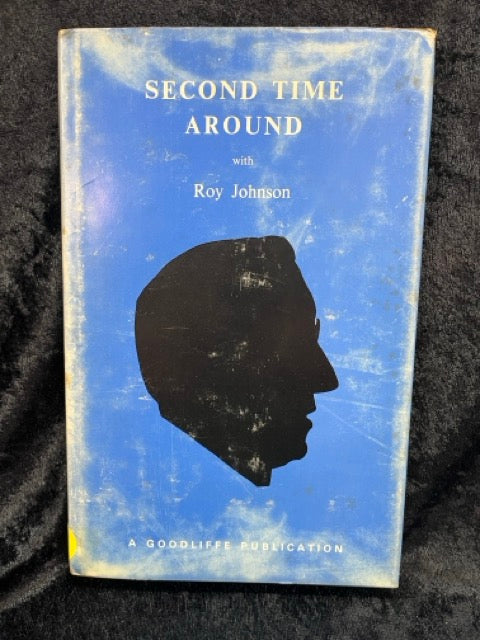 SECOND TIME
AROUND
with
Roy Johnson
A GOODLIFFE PUBLICATION